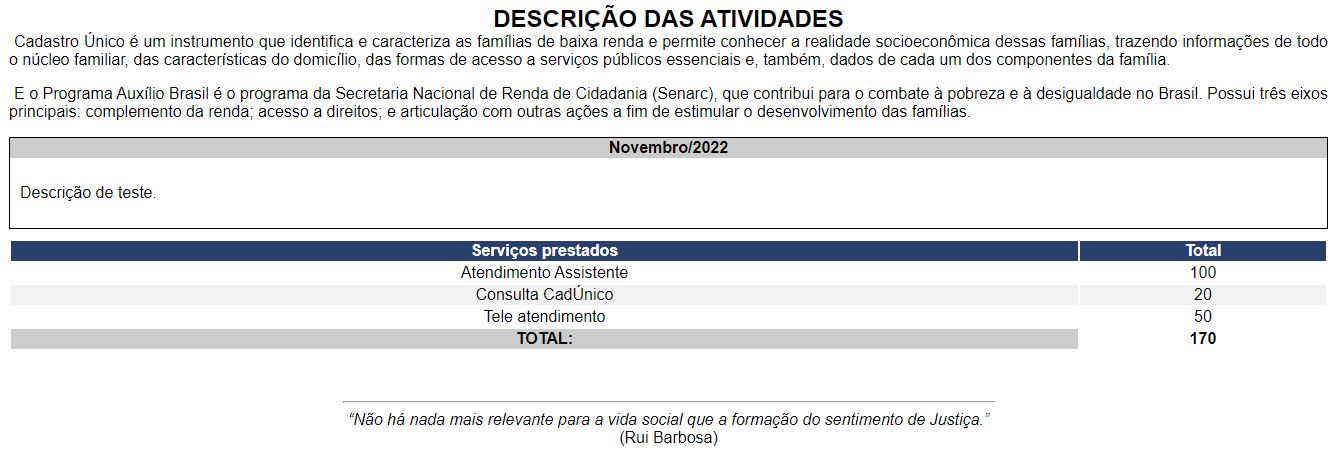 DESCRIÇÃO DAS ATIVIDADES
Cadastro Único é um instrumento que identifica e caracteriza as famílias de baixa renda e permite conhecer a realidade socioeconômica dessas famílias, trazendo informações de todo
o núcleo familiar, das características do domicílio, das formas de acesso a serviços públicos essenciais e, também, dados de cada um dos componentes da família.
E o Programa Auxílio Brasil é o programa da Secretaria Nacional de Renda de Cidadania (Senarc), que contribui para o combate à pobreza e à desigualdade no Brasil. Possui três eixos
principais: complemento da renda; acesso a direitos; e articulação com outras ações a fim de estimular o desenvolvimento das famílias.
Novembro/2022
Descrição de teste.
Serviços prestados Total
Atendimento Assistente 100
Consulta CadÚnico 20
Tele atendimento 50
TOTAL: 170
“Não há nada mais relevante para a vida social que a formação do sentimento de Justiça.”
(Rui Barbosa)